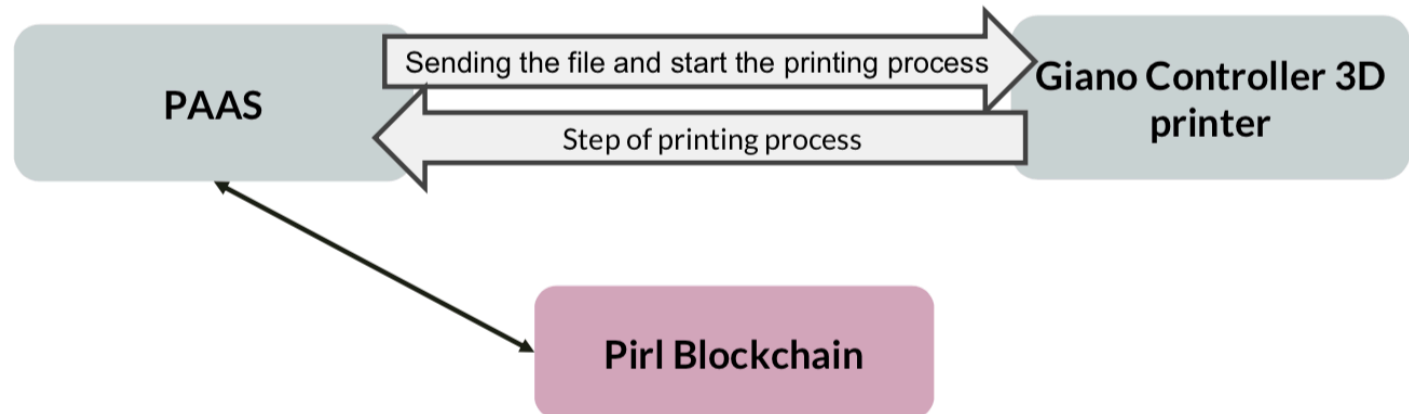 PAAS
Sending the file and start the printing process
Step of printing process
Giano Controller 3D
printer
Pirl Blockchain